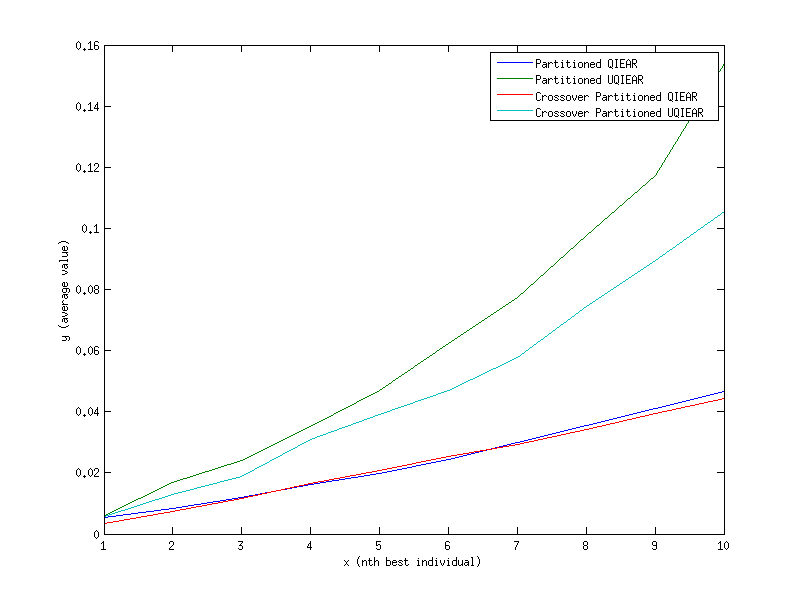 0.16
0.14
0.12
0.1
0.08
0.06
0.04
0.02
0
y (average value)
Partitioned QIEAR
Partitioned UQIEAR
Crossover Partitioned QIEAR
Crossover Partitioned UQIEAR
1 2 3 4 5 6 7 8 9 10
x (nth best individual)